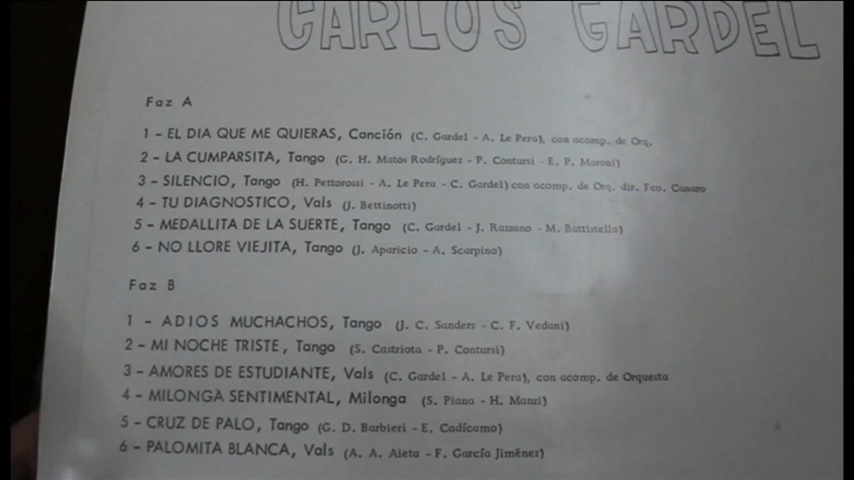 CARLOS GARDEL
Faz A
1 - EL DIA QUE ME QUIERAS, Canción (C. Gardel - A. Le Pera), con acomp. de Orq.
2 - LA CUMPARSITA, Tango (G. H. Matos Rodríguez - P. Contursi - E. P. Maroni)
3 - SILENCIO, Tango (H. Pettorossi - A. Le Pera - C. Gardel) con acomp. de Orq. dir. Fco. Canaro
4 - TU DIAGNOSTICO, Vals (J. Bettinotti)
5 - MEDALLITA DE LA SUERTE, Tango (C. Gardel - J. Razzano - M. Battistella)
6 - NO LLORE VIEJITA, Tango (J. Aparicio - A. Scarpino)
Faz B
1 - ADIOS MUCHACHOS, Tango (J. C. Sanders - C. F. Vedani)
2 - MI NOCHE TRISTE, Tango (S. Castriota - P. Contursi)
3 - AMORES DE ESTUDIANTE, Vals (C. Gardel - A. Le Pera), con acomp. de Orquesta
4 - MILONGA SENTIMENTAL, Milonga (S. Piana - H. Manzi)
5 - CRUZ DE PALO, Tango (G. D. Barbieri - E. Cadícamo)
6 - PALOMITA BLANCA, Vals (A. A. Aieta - F. García Jiménez)